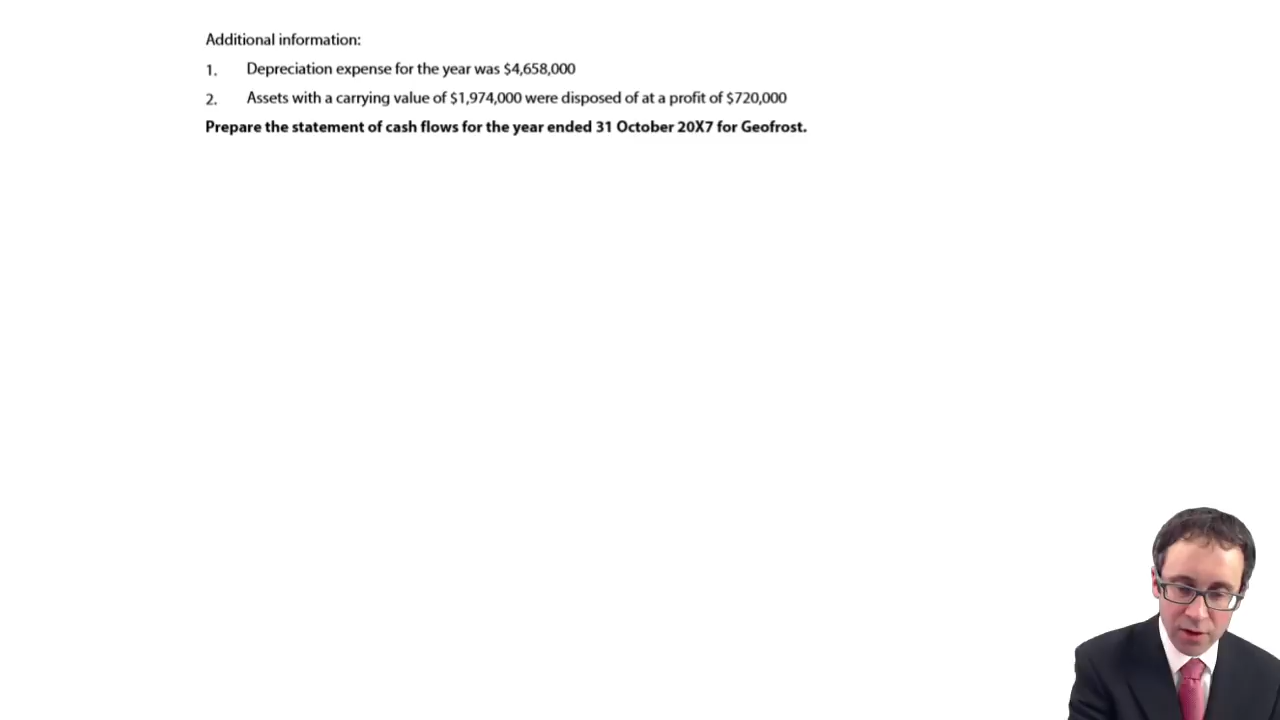 Additional information:
1. Depreciation expense for the year was $4,658,000
2. Assets with a carrying value of $1,974,000 were disposed of at a profit of $720,000
Prepare the statement of cash flows for the year ended 31 October 20X7 for Geofrost.